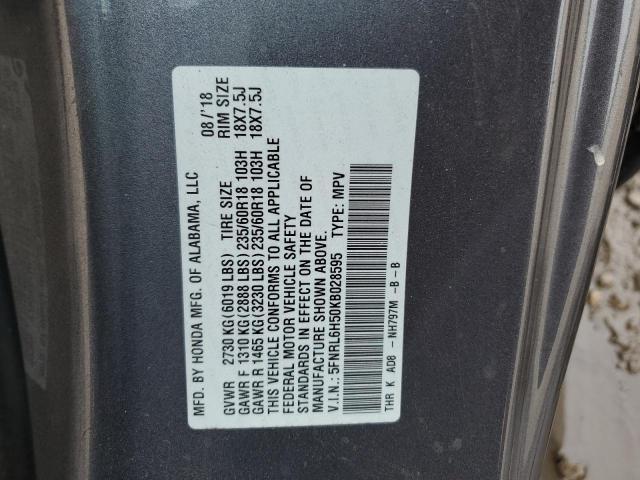 MFD. BY HONDA MFG. OF ALABAMA, LLC 08/'18
GVWR 2730 KG(6019 LBS) TIRE SIZE RIM SIZE
GAWR F 1310 KG(2888 LBS)235/60R18 103H 18X7.5J
GAWR R 1465 KG(3230 LBS)235/60R18 103H 18X7.5J
THIS VEHICLE CONFORMS TO ALL APPLICABLE
FEDERAL MOTOR VEHICLE SAFETY
STANDARDS IN EFFECT ON THE DATE OF
MANUFACTURE SHOWN ABOVE.
V.I.N.: 5FNRL6H50KB028595 TYPE: MPV
THR K AD8 - NH797M -B-B